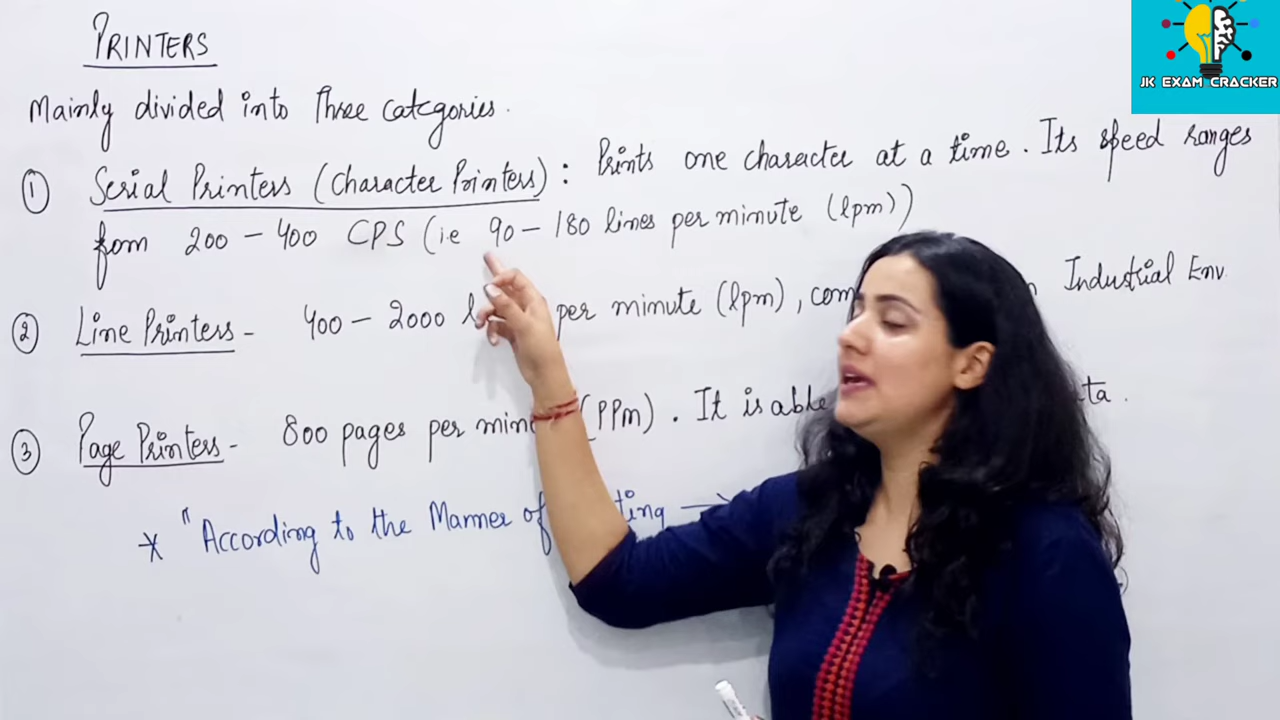 PRINTERS
JK EXAM CRACKER
Mainly divided into Three categories.
① Serial Printers (Character Printers) : Prints one character at a time. Its speed ranges
from 200 - 400 CPS (ie 90 - 180 lines per minute (lpm))
② Line Printers - 400 - 2000 per minute (lpm), Industrial Env.
③ Page Printers - 800 pages per (PPm). It is able
* "According to the Manner of →